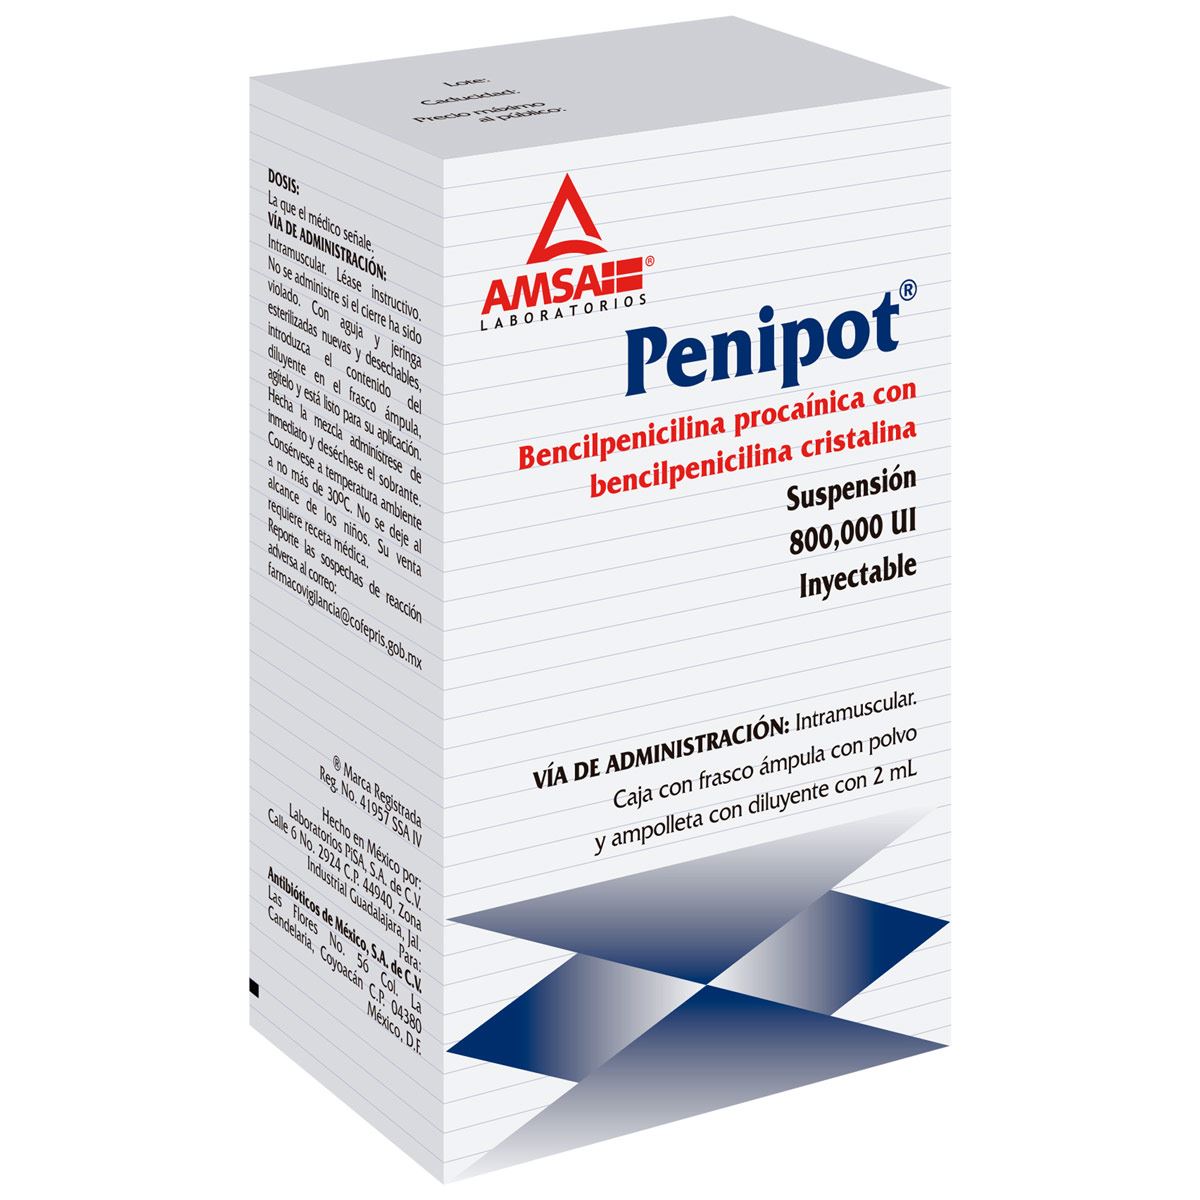 Lote:
Caducidad:
Precio máximo
al público:
DOSIS:
La que el médico señale.
VÍA DE ADMINISTRACIÓN:
Intramuscular. Léase instructivo.
No se administre si el cierre ha sido
violado. Con aguja y jeringa
esterilizadas nuevas y desechables,
introduzca el contenido del
diluyente en el frasco ámpula,
agítelo y está listo para su aplicación.
Hecha la mezcla adminístrese de
inmediato y deséchese el sobrante.
Consérvese a temperatura ambiente
a no más de 30ºC. No se deje al
alcance de los niños. Su venta
requiere receta médica.
Reporte las sospechas de reacción
adversa al correo:
farmacovigilancia@cofepris.gob.mx
® Marca Registrada
Reg. No. 41957 SSA IV
Hecho en México por:
Laboratorios PiSA, S.A. de C.V.
Calle 6 No. 2924 C.P. 44940, Zona
Industrial Guadalajara, Jal.
Para:
Antibióticos de México, S.A. de C.V.
Las Flores No. 56 Col. La
Candelaria, Coyoacán C.P. 04380
México, D.F.
AMSA®
LABORATORIOS
Penipot®
Bencilpenicilina procaínica con
bencilpenicilina cristalina
Suspensión
800,000 UI
Inyectable
VÍA DE ADMINISTRACIÓN: Intramuscular.
Caja con frasco ámpula con polvo
y ampolleta con diluyente con 2 mL